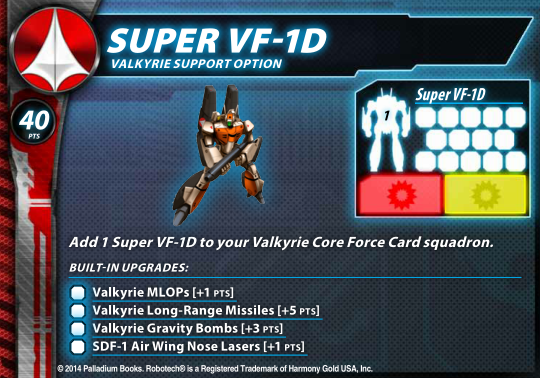 SUPER VF-1D
VALKYRIE SUPPORT OPTION
40
PTS
Super VF-1D
1
Add 1 Super VF-1D to your Valkyrie Core Force Card squadron.
BUILT-IN UPGRADES:
Valkyrie MLOPs [+1 PTS]
Valkyrie Long-Range Missiles [+5 PTS]
Valkyrie Gravity Bombs [+3 PTS]
SDF-1 Air Wing Nose Lasers [+1 PTS]
© 2014 Palladium Books. Robotech® is a Registered Trademark of Harmony Gold USA, Inc.